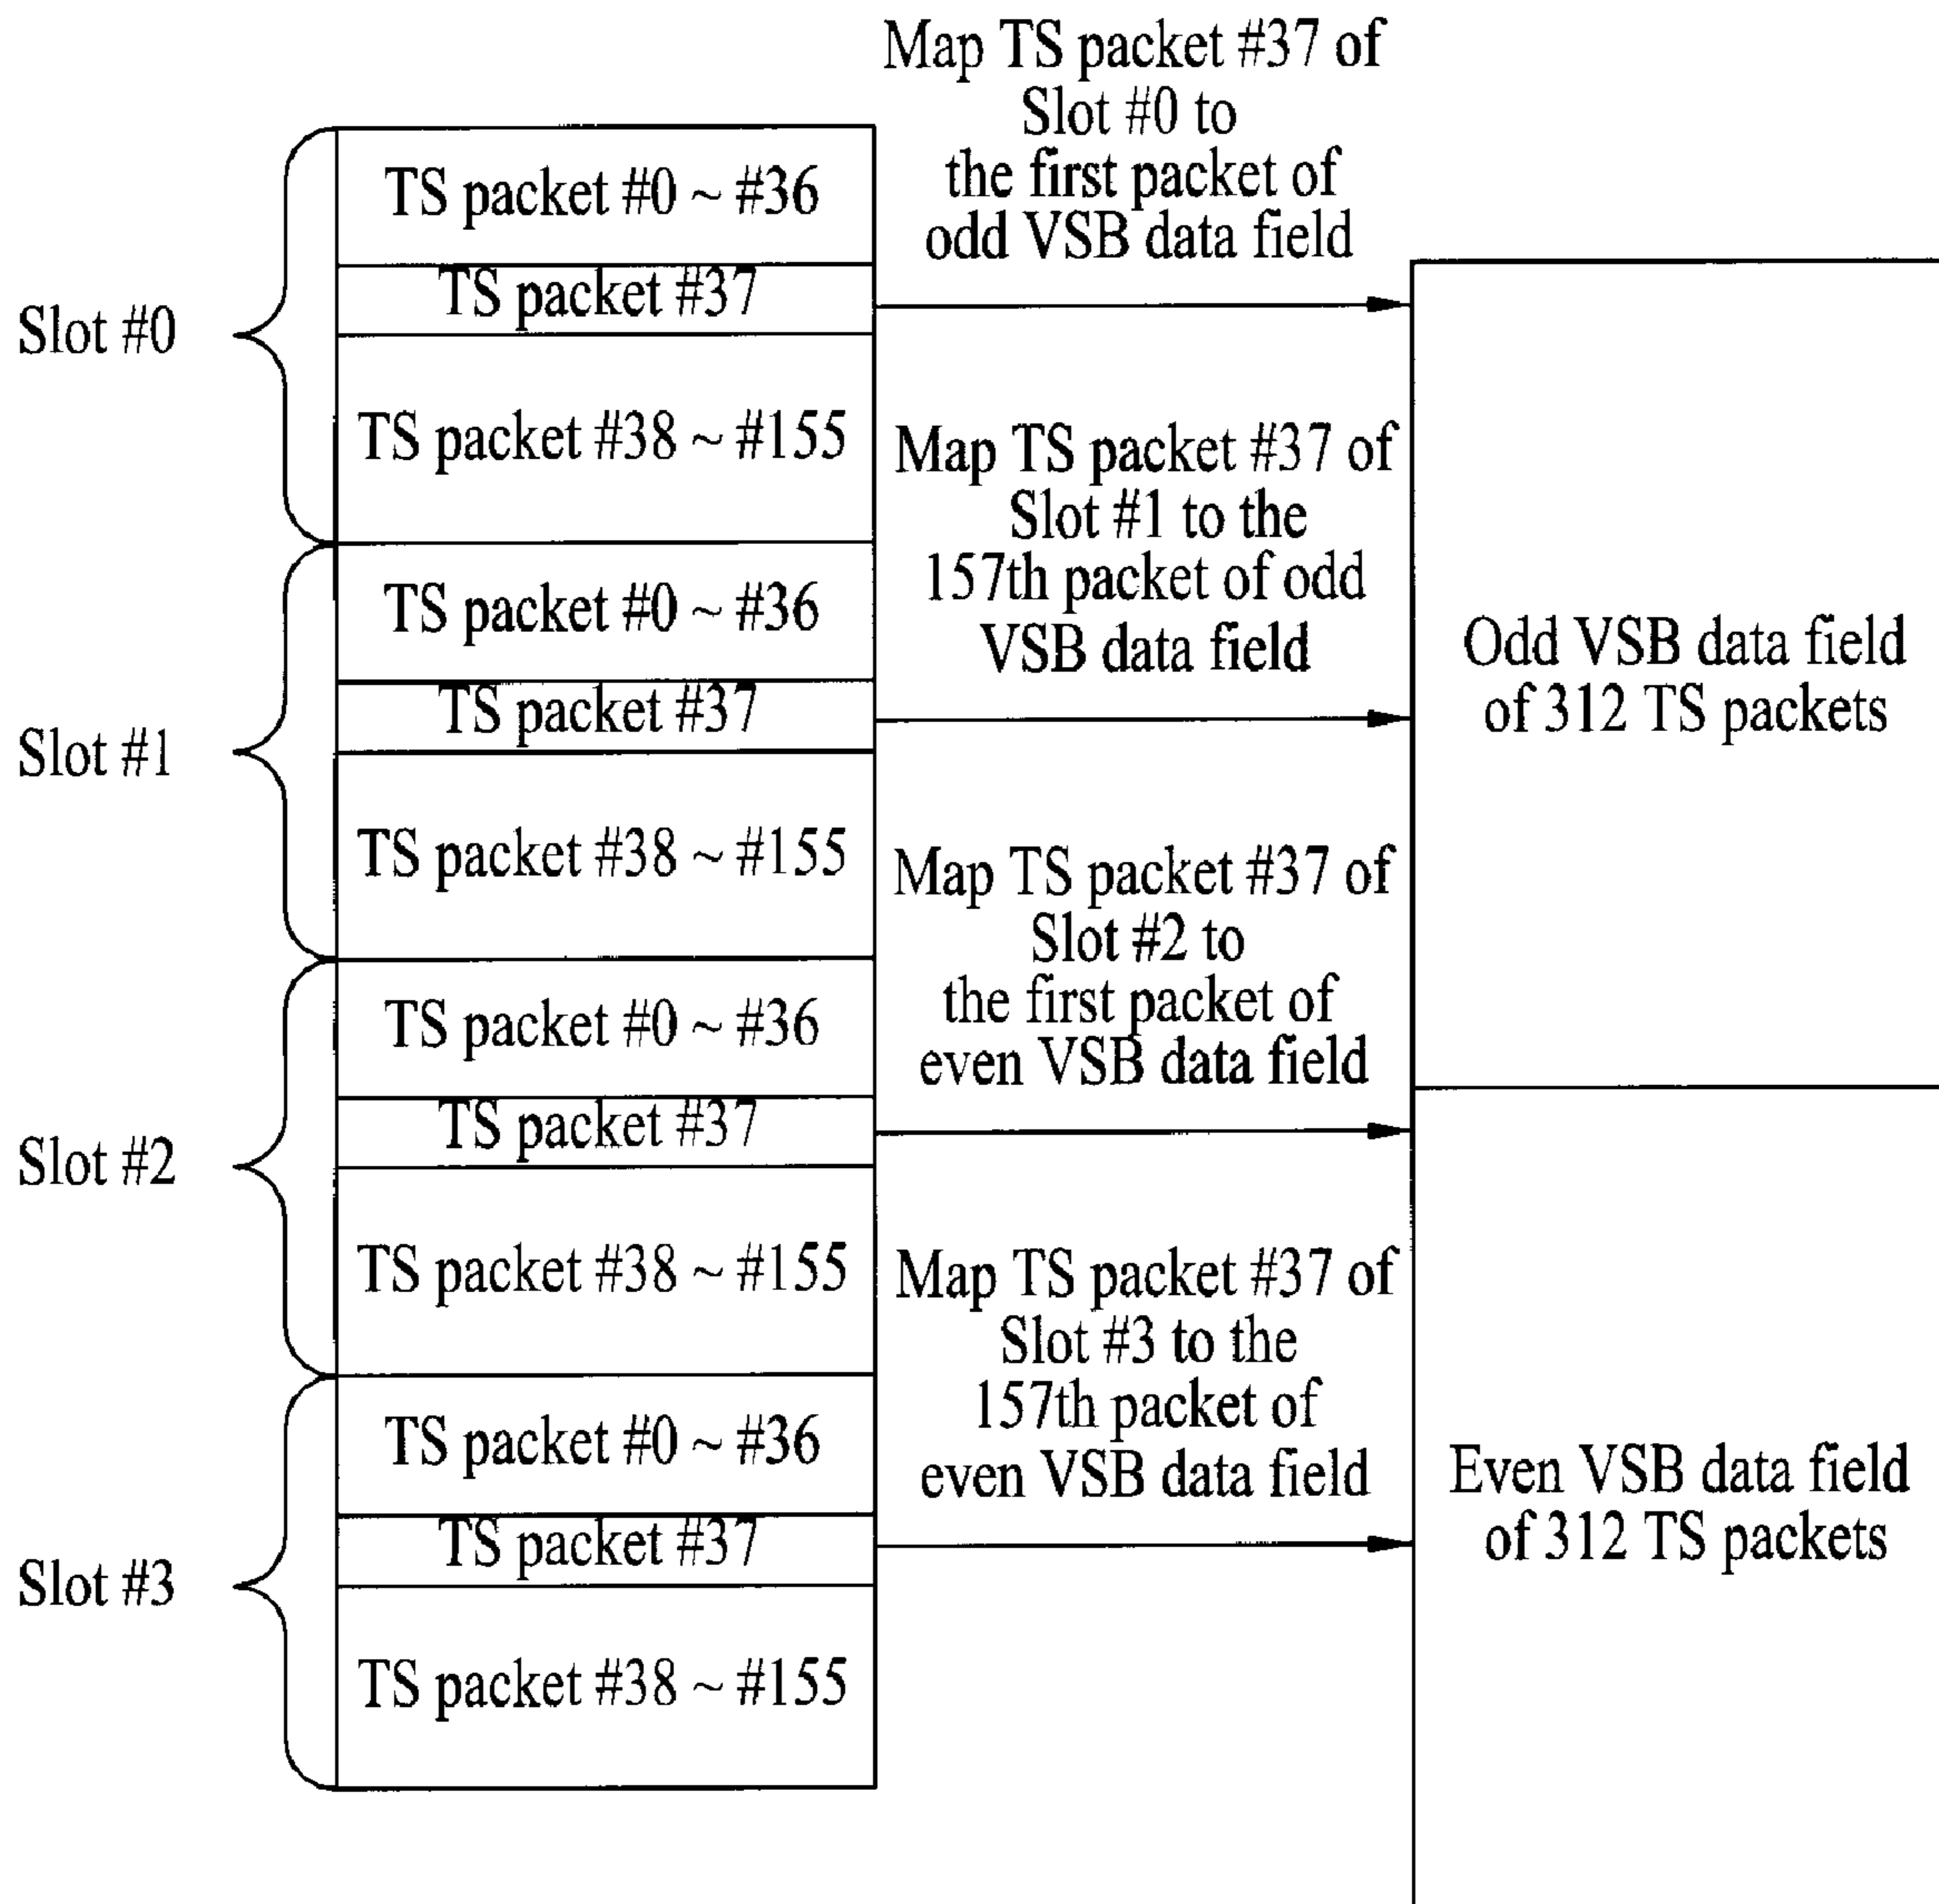 Map TS packet #37 of
Slot #0 to
the first packet of
odd VSB data field
Slot #0
TS packet #0 ~ #36
TS packet #37
TS packet #38 ~ #155
Map TS packet #37 of
Slot #1 to the
157th packet of odd
VSB data field
Slot #1
TS packet #0 ~ #36
TS packet #37
TS packet #38 ~ #155
Odd VSB data field
of 312 TS packets
Map TS packet #37 of
Slot #2 to
the first packet of
even VSB data field
Slot #2
TS packet #0 ~ #36
TS packet #37
TS packet #38 ~ #155
Map TS packet #37 of
Slot #3 to the
157th packet of
even VSB data field
Slot #3
TS packet #0 ~ #36
TS packet #37
TS packet #38 ~ #155
Even VSB data field
of 312 TS packets